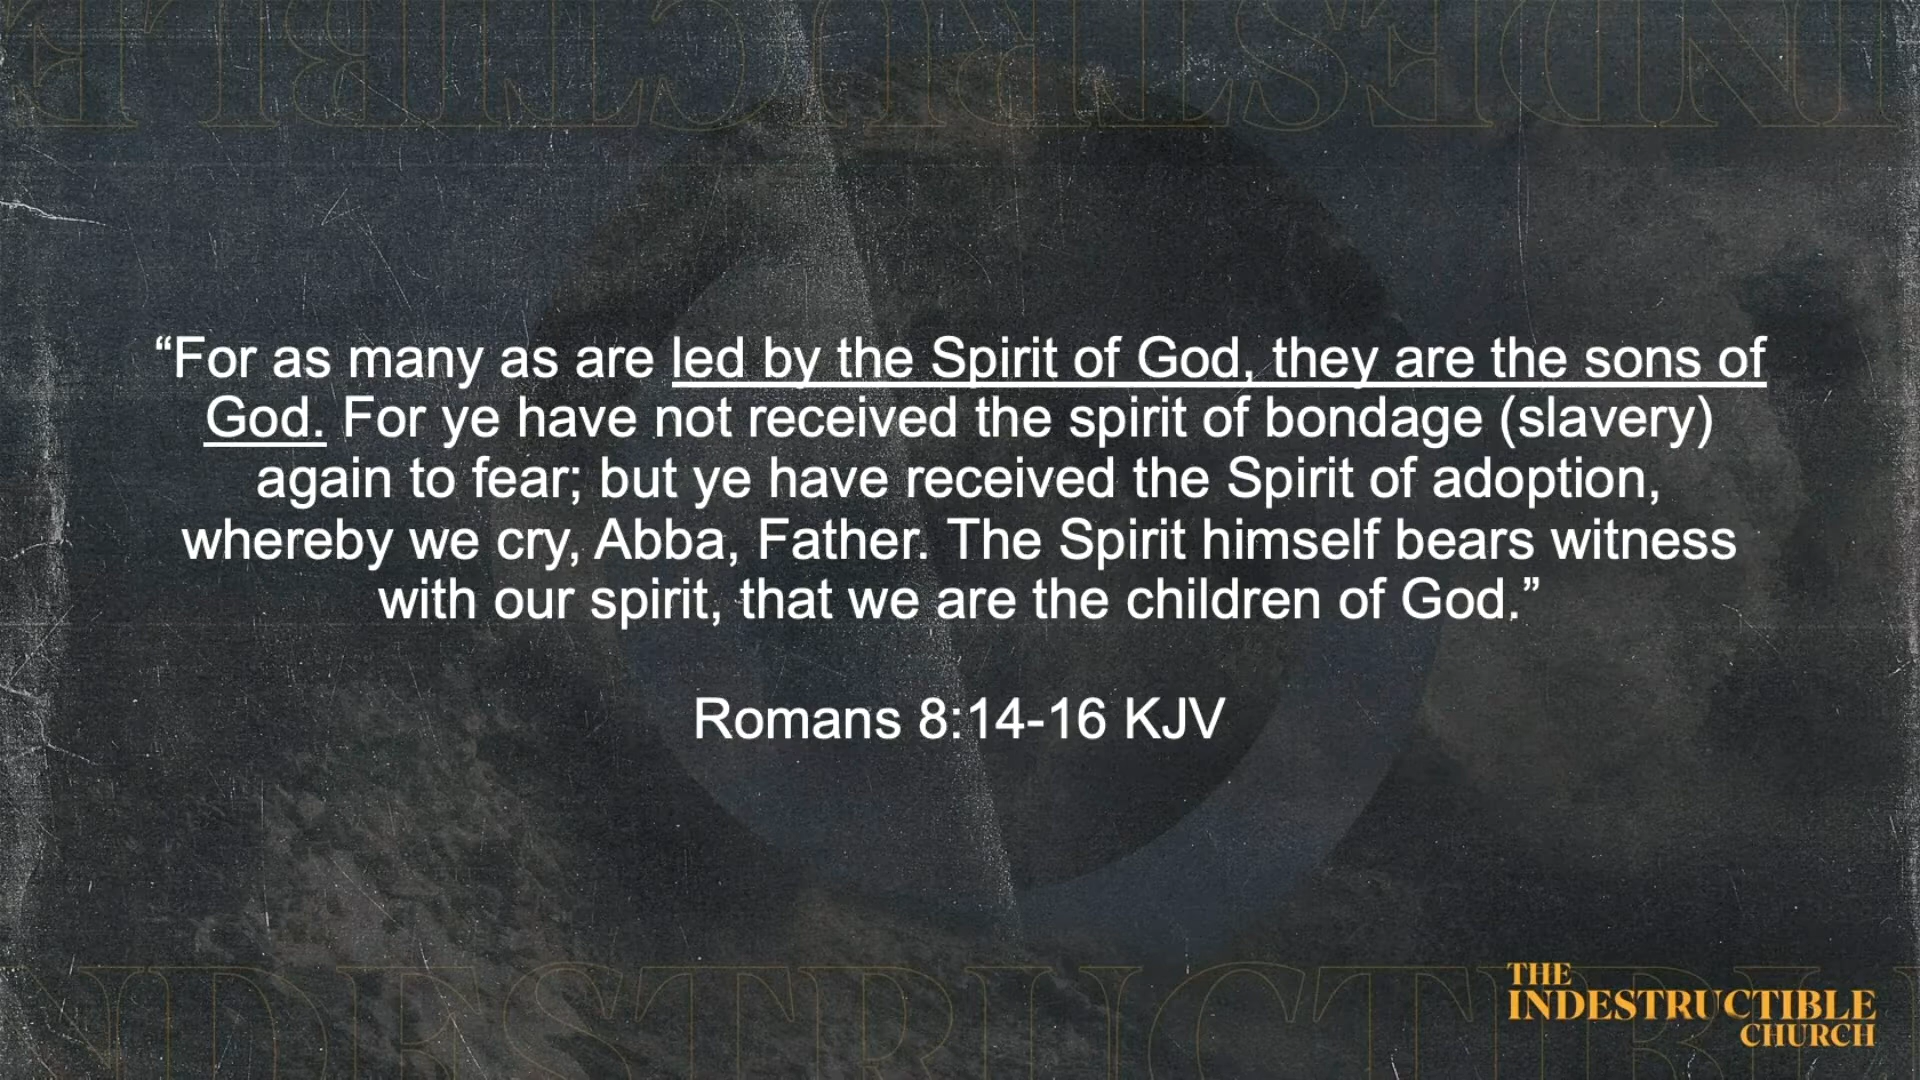 INDESTRUCTIBLE
“For as many as are led by the Spirit of God, they are the sons of
God. For ye have not received the spirit of bondage (slavery)
again to fear; but ye have received the Spirit of adoption,
whereby we cry, Abba, Father. The Spirit himself bears witness
with our spirit, that we are the children of God.”
Romans 8:14-16 KJV
INDESTRUCTIBL
THE
INDESTRUCTIBLE
CHURCH